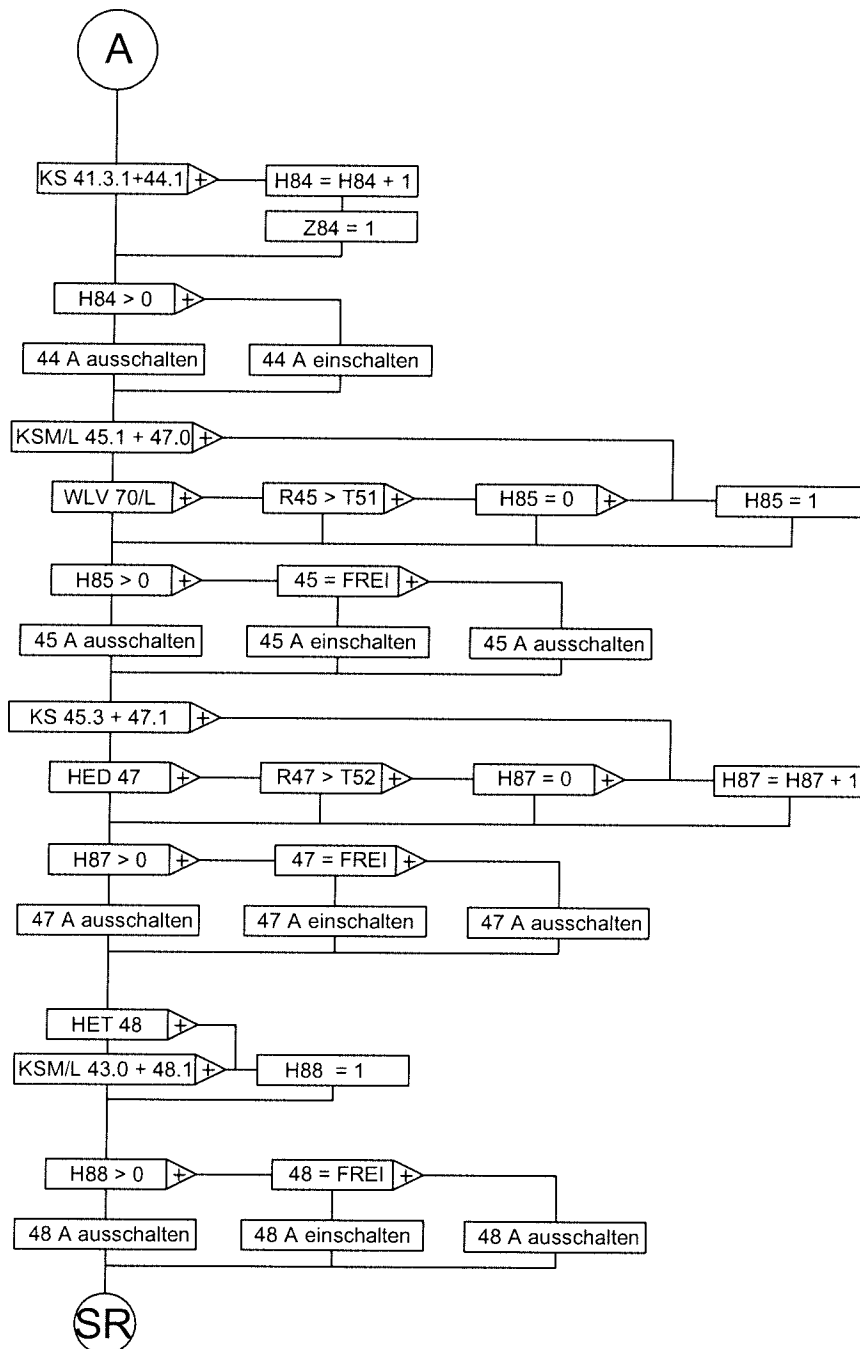 A
KS 41.3.1+44.1 + H84 = H84 + 1
Z84 = 1
H84 > 0 +
44 A ausschalten 44 A einschalten
KSM/L 45.1 + 47.0 +
WLV 70/L + R45 > T51 + H85 = 0 + H85 = 1
H85 > 0 + 45 = FREI +
45 A ausschalten 45 A einschalten 45 A ausschalten
KS 45.3 + 47.1 +
HED 47 + R47 > T52 + H87 = 0 + H87 = H87 + 1
H87 > 0 + 47 = FREI +
47 A ausschalten 47 A einschalten 47 A ausschalten
HET 48 +
KSM/L 43.0 + 48.1 + H88 = 1
H88 > 0 + 48 = FREI +
48 A ausschalten 48 A einschalten 48 A ausschalten
SR